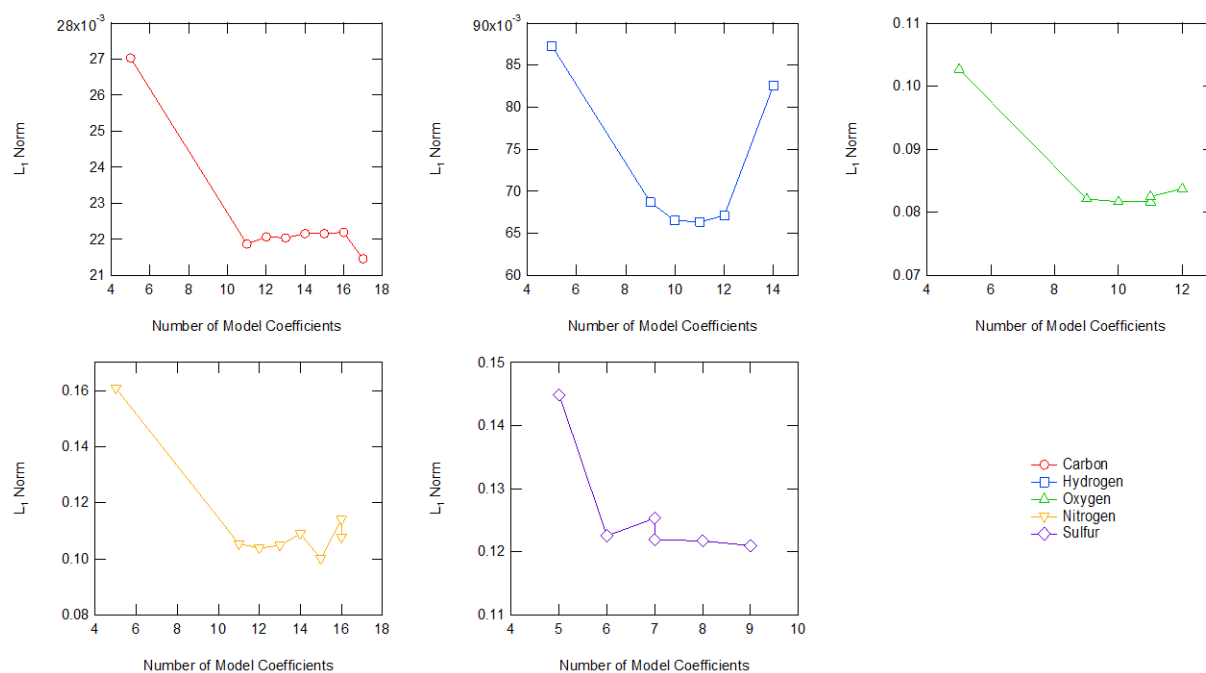 28x10⁻³
27
26
25
24
23
22
21
4 6 8 10 12 14 16 18
L₁ Norm
Number of Model Coefficients
90x10⁻³
85
80
75
70
65
60
4 6 8 10 12 14
L₁ Norm
Number of Model Coefficients
0.11
0.10
0.09
0.08
0.07
4 6 8 10 12
L₁ Norm
Number of Model Coefficients
0.16
0.14
0.12
0.10
0.08
4 6 8 10 12 14 16 18
L₁ Norm
Number of Model Coefficients
0.15
0.14
0.13
0.12
0.11
4 5 6 7 8 9 10
L₁ Norm
Number of Model Coefficients
Carbon
Hydrogen
Oxygen
Nitrogen
Sulfur